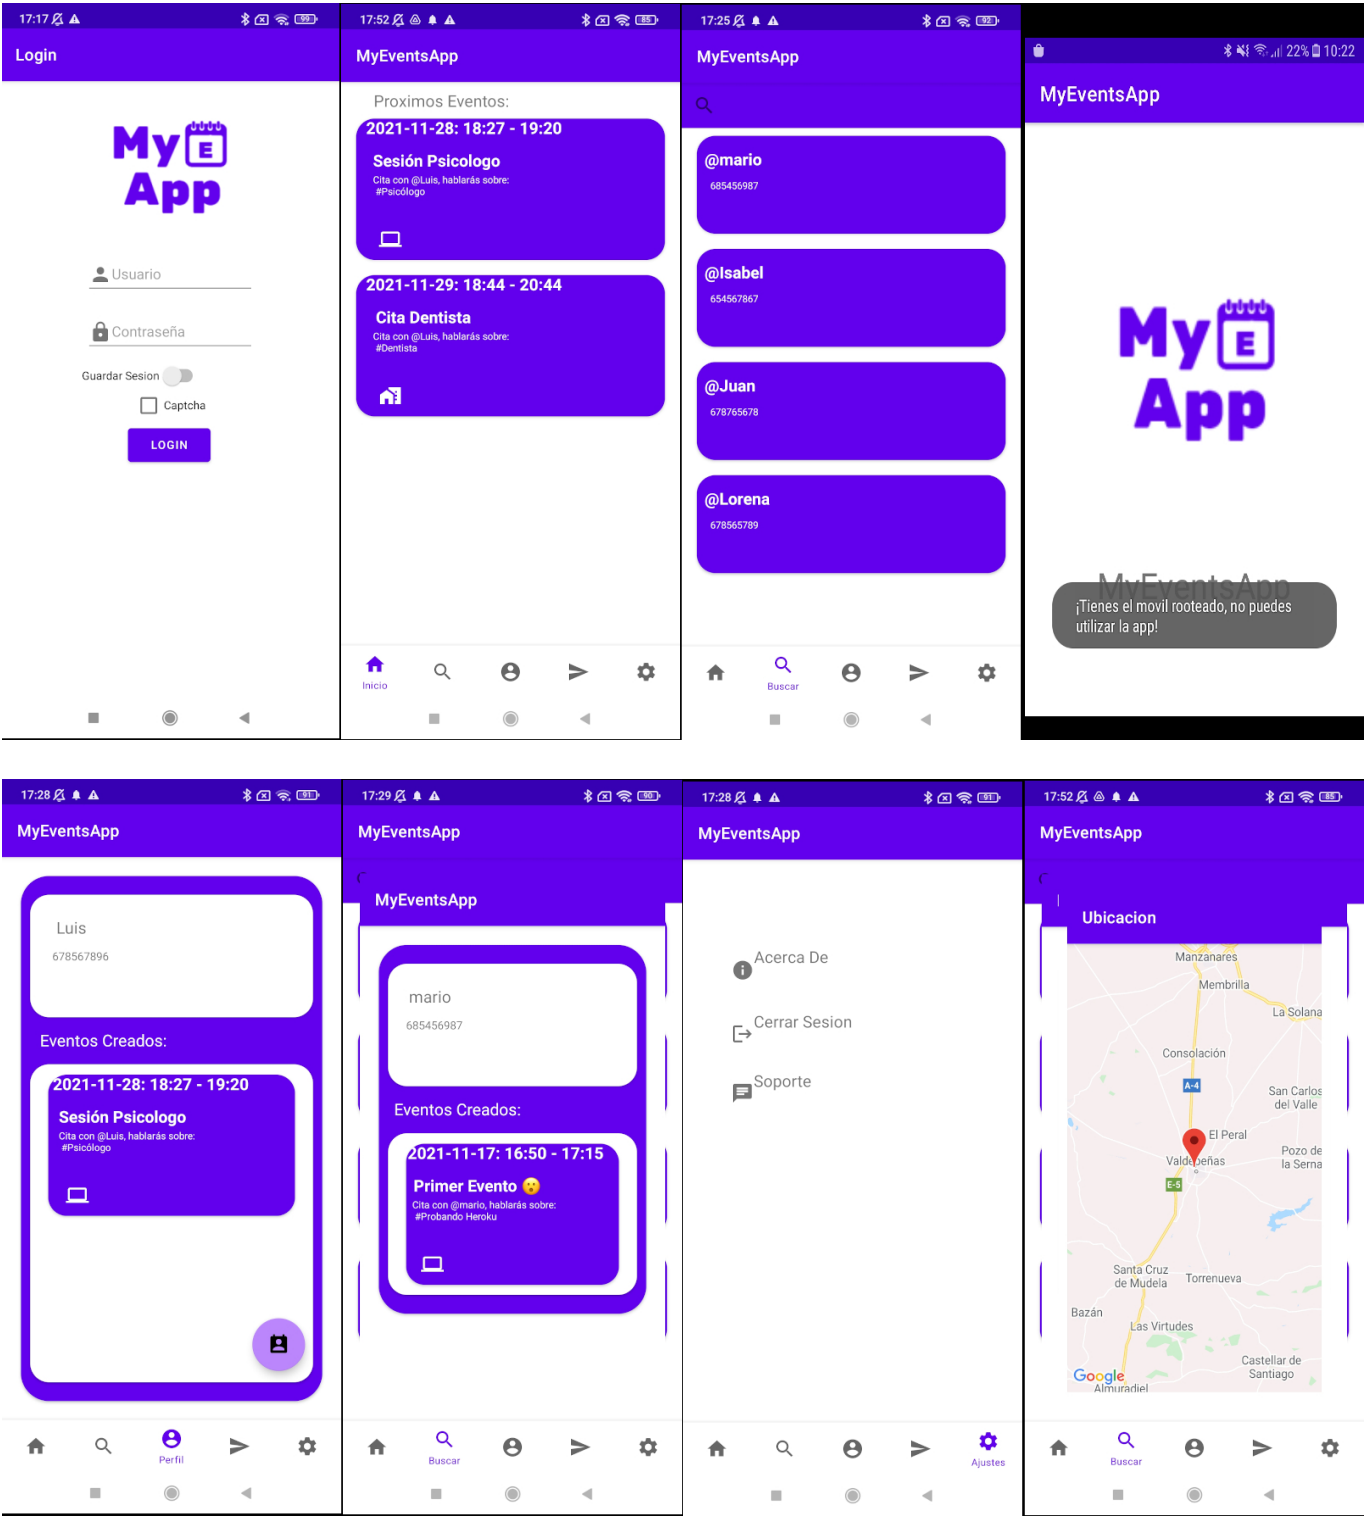 17:17
99
Login
My E
App
Usuario
Contraseña
Guardar Sesion
Captcha
LOGIN
17:52
85
MyEventsApp
Proximos Eventos:
2021-11-28: 18:27 - 19:20
Sesión Psicologo
Cita con @Luis, hablarás sobre:
#Psicólogo
2021-11-29: 18:44 - 20:44
Cita Dentista
Cita con @Luis, hablarás sobre:
#Dentista
Inicio
17:25
92
MyEventsApp
@mario
685456987
@Isabel
654567867
@Juan
678765678
@Lorena
678565789
Buscar
22% 10:22
MyEventsApp
My E
App
MyEventsApp
¡Tienes el movil rooteado, no puedes
utilizar la app!
17:28
91
MyEventsApp
Luis
678567896
Eventos Creados:
2021-11-28: 18:27 - 19:20
Sesión Psicologo
Cita con @Luis, hablarás sobre:
#Psicólogo
Perfil
17:29
90
MyEventsApp
MyEventsApp
mario
685456987
Eventos Creados:
2021-11-17: 16:50 - 17:15
Primer Evento 😮
Cita con @mario, hablarás sobre:
#Probando Heroku
Buscar
17:28
91
MyEventsApp
Acerca De
Cerrar Sesion
Soporte
Ajustes
17:52
85
MyEventsApp
Ubicacion
Manzanares
Membrilla
La Solana
Consolación
A-4
San Carlos
del Valle
El Peral
Valdepeñas
Pozo de
la Serna
E-5
Santa Cruz
de Mudela
Torrenueva
Bazán
Las Virtudes
Castellar de
Santiago
Google
Almuradiel
Buscar